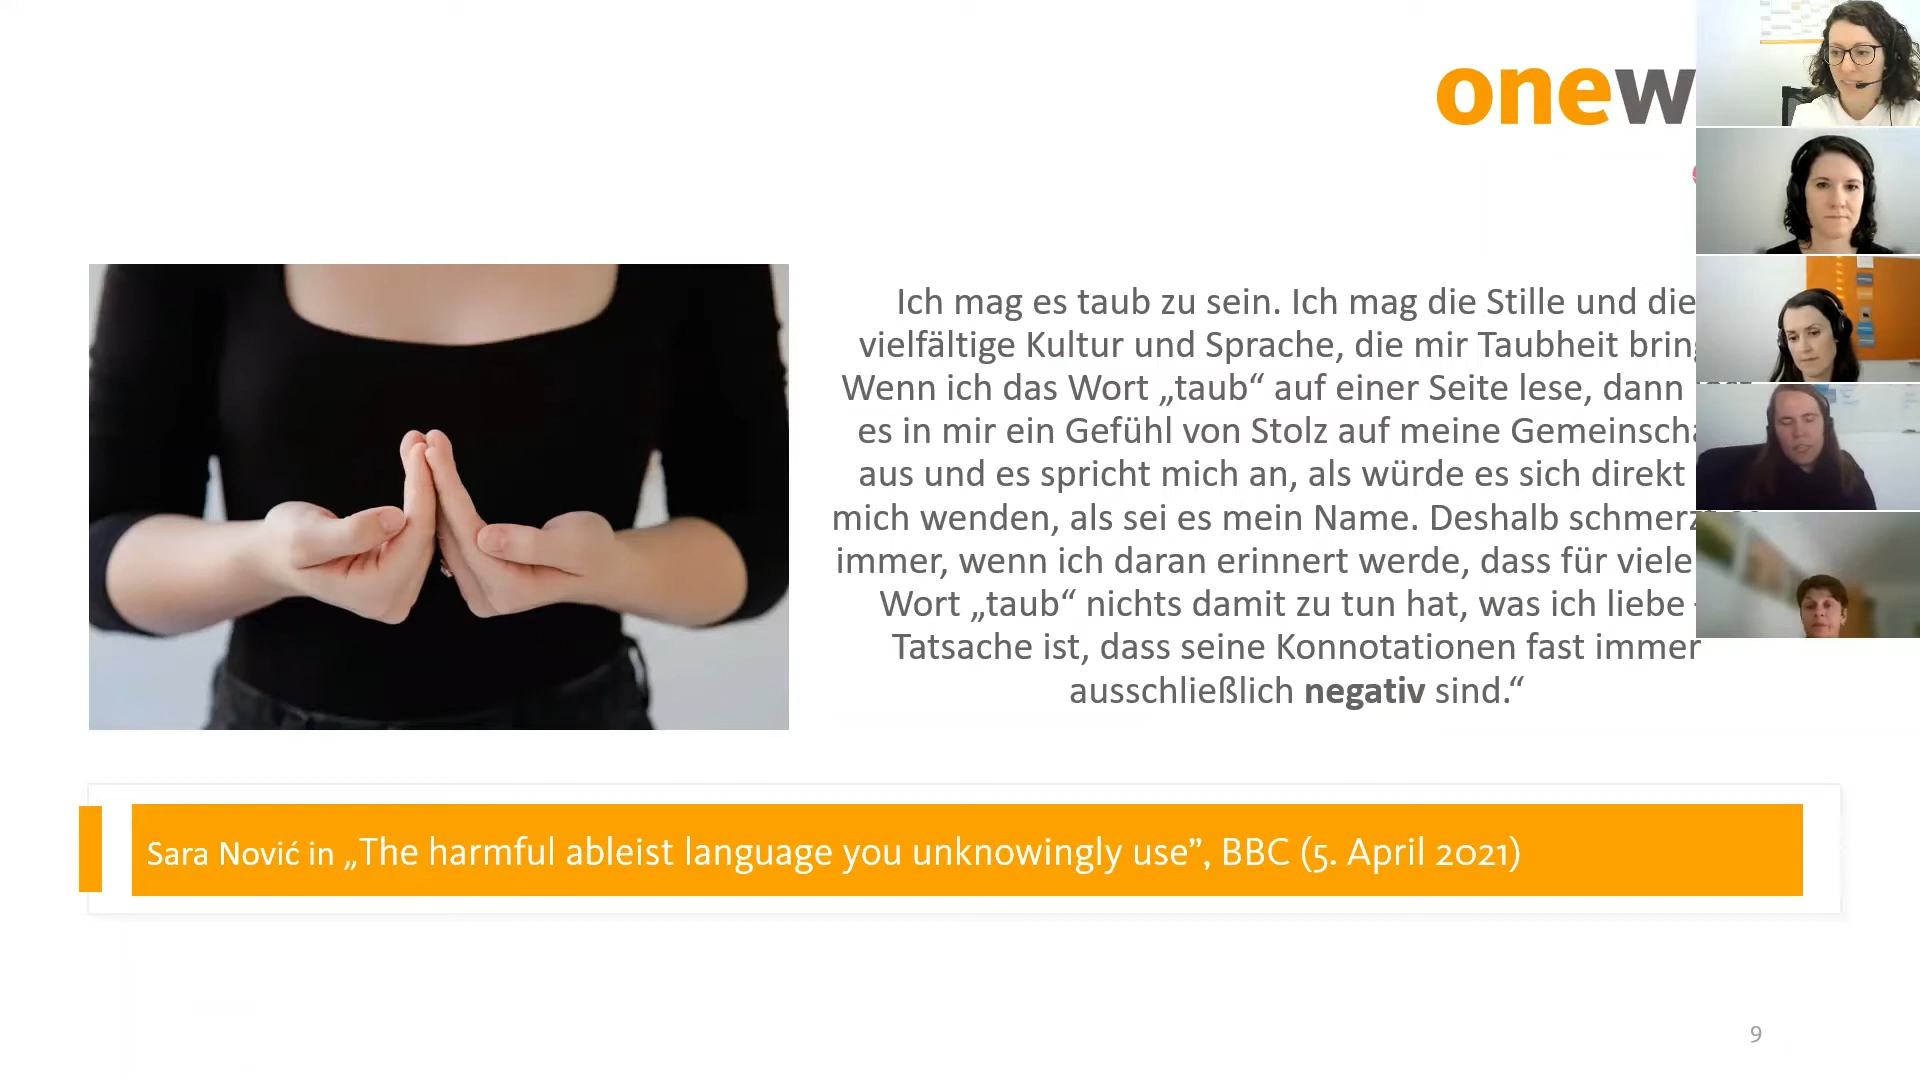 onew
Ich mag es taub zu sein. Ich mag die Stille und die
vielfältige Kultur und Sprache, die mir Taubheit
Wenn ich das Wort „taub“ auf einer Seite lese, dann
es in mir ein Gefühl von Stolz auf meine
aus und es spricht mich an, als würde es sich direkt
mich wenden, als sei es mein Name. Deshalb
immer, wenn ich daran erinnert werde, dass für viele
Wort „taub“ nichts damit zu tun hat, was ich liebe
Tatsache ist, dass seine Konnotationen fast immer
ausschließlich negativ sind.“
Sara Nović in „The harmful ableist language you unknowingly use”, BBC (5. April 2021)
9